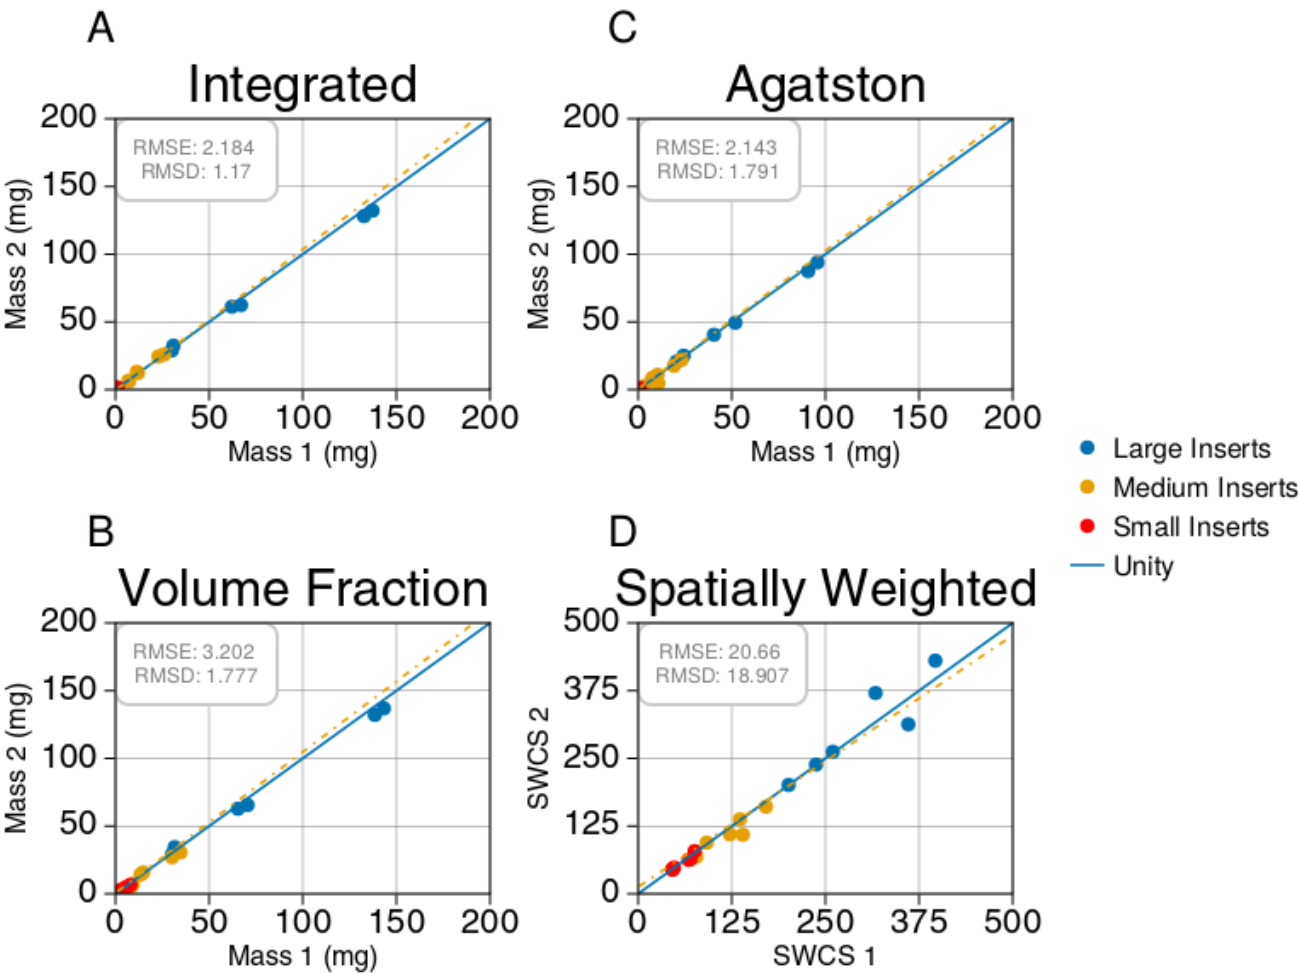 A
Integrated
200
150
100
50
0
Mass 2 (mg)
RMSE: 2.184
RMSD: 1.17
0 50 100 150 200
Mass 1 (mg)
C
Agatston
200
150
100
50
0
Mass 2 (mg)
RMSE: 2.143
RMSD: 1.791
0 50 100 150 200
Mass 1 (mg)
B
Volume Fraction
200
150
100
50
0
Mass 2 (mg)
RMSE: 3.202
RMSD: 1.777
0 50 100 150 200
Mass 1 (mg)
D
Spatially Weighted
500
375
250
125
0
SWCS 2
RMSE: 20.66
RMSD: 18.907
0 125 250 375 500
SWCS 1
Large Inserts
Medium Inserts
Small Inserts
Unity